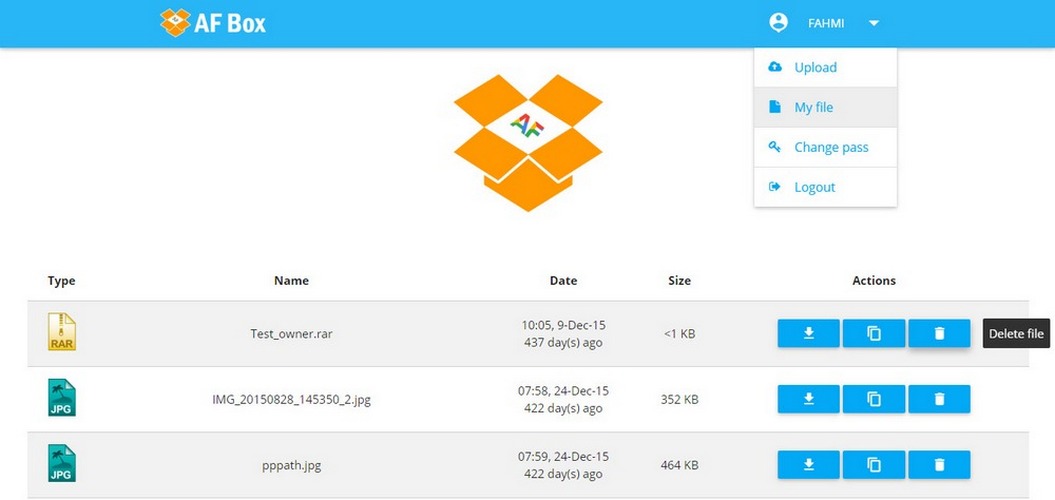 AF Box
FAHMI
Upload
My file
Change pass
Logout
AF
Type Name Date Size Actions
RAR Test_owner.rar 10:05, 9-Dec-15 <1 KB Delete file
437 day(s) ago
JPG IMG_20150828_145350_2.jpg 07:58, 24-Dec-15 352 KB
422 day(s) ago
JPG pppath.jpg 07:59, 24-Dec-15 464 KB
422 day(s) ago